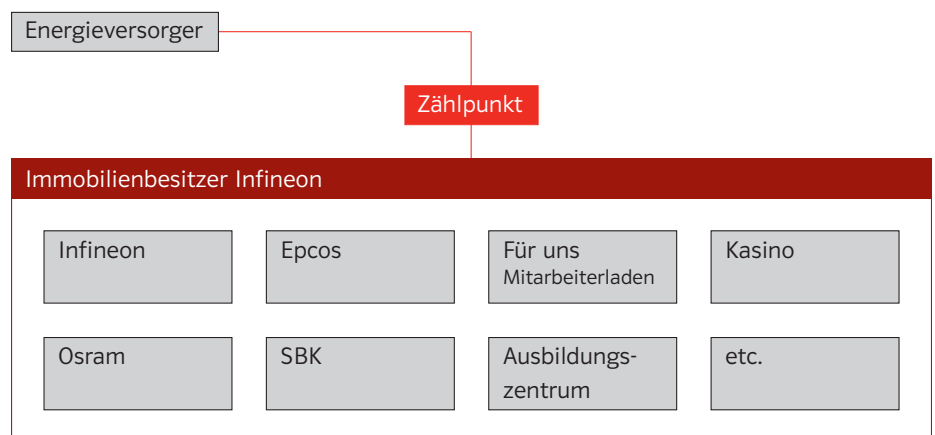 Energieversorger
Zählpunkt
Immobilienbesitzer Infineon
Infineon
Epcos
Für uns
Mitarbeiterladen
Kasino
Osram
SBK
Ausbildungs-
zentrum
etc.